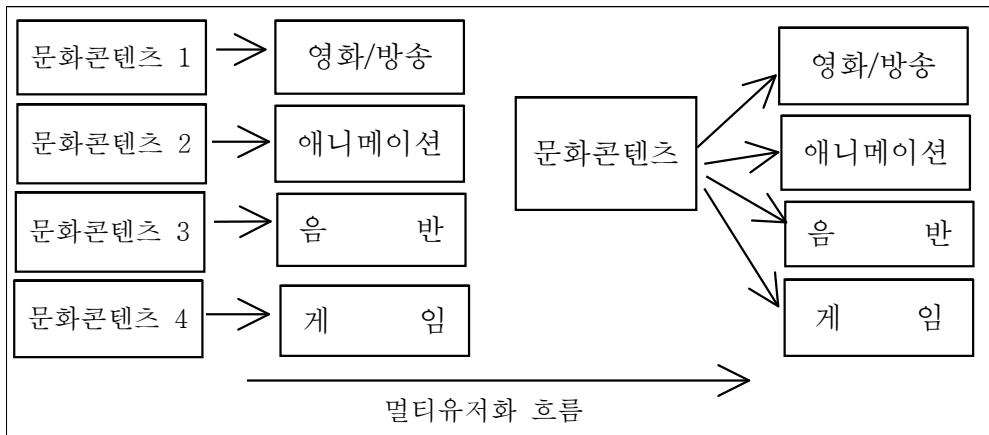 문화콘텐츠 1
영화/방송
문화콘텐츠 2
애니메이션
문화콘텐츠 3
음 반
문화콘텐츠 4
게 임
문화콘텐츠
영화/방송
애니메이션
음 반
게 임
멀티유저화 흐름